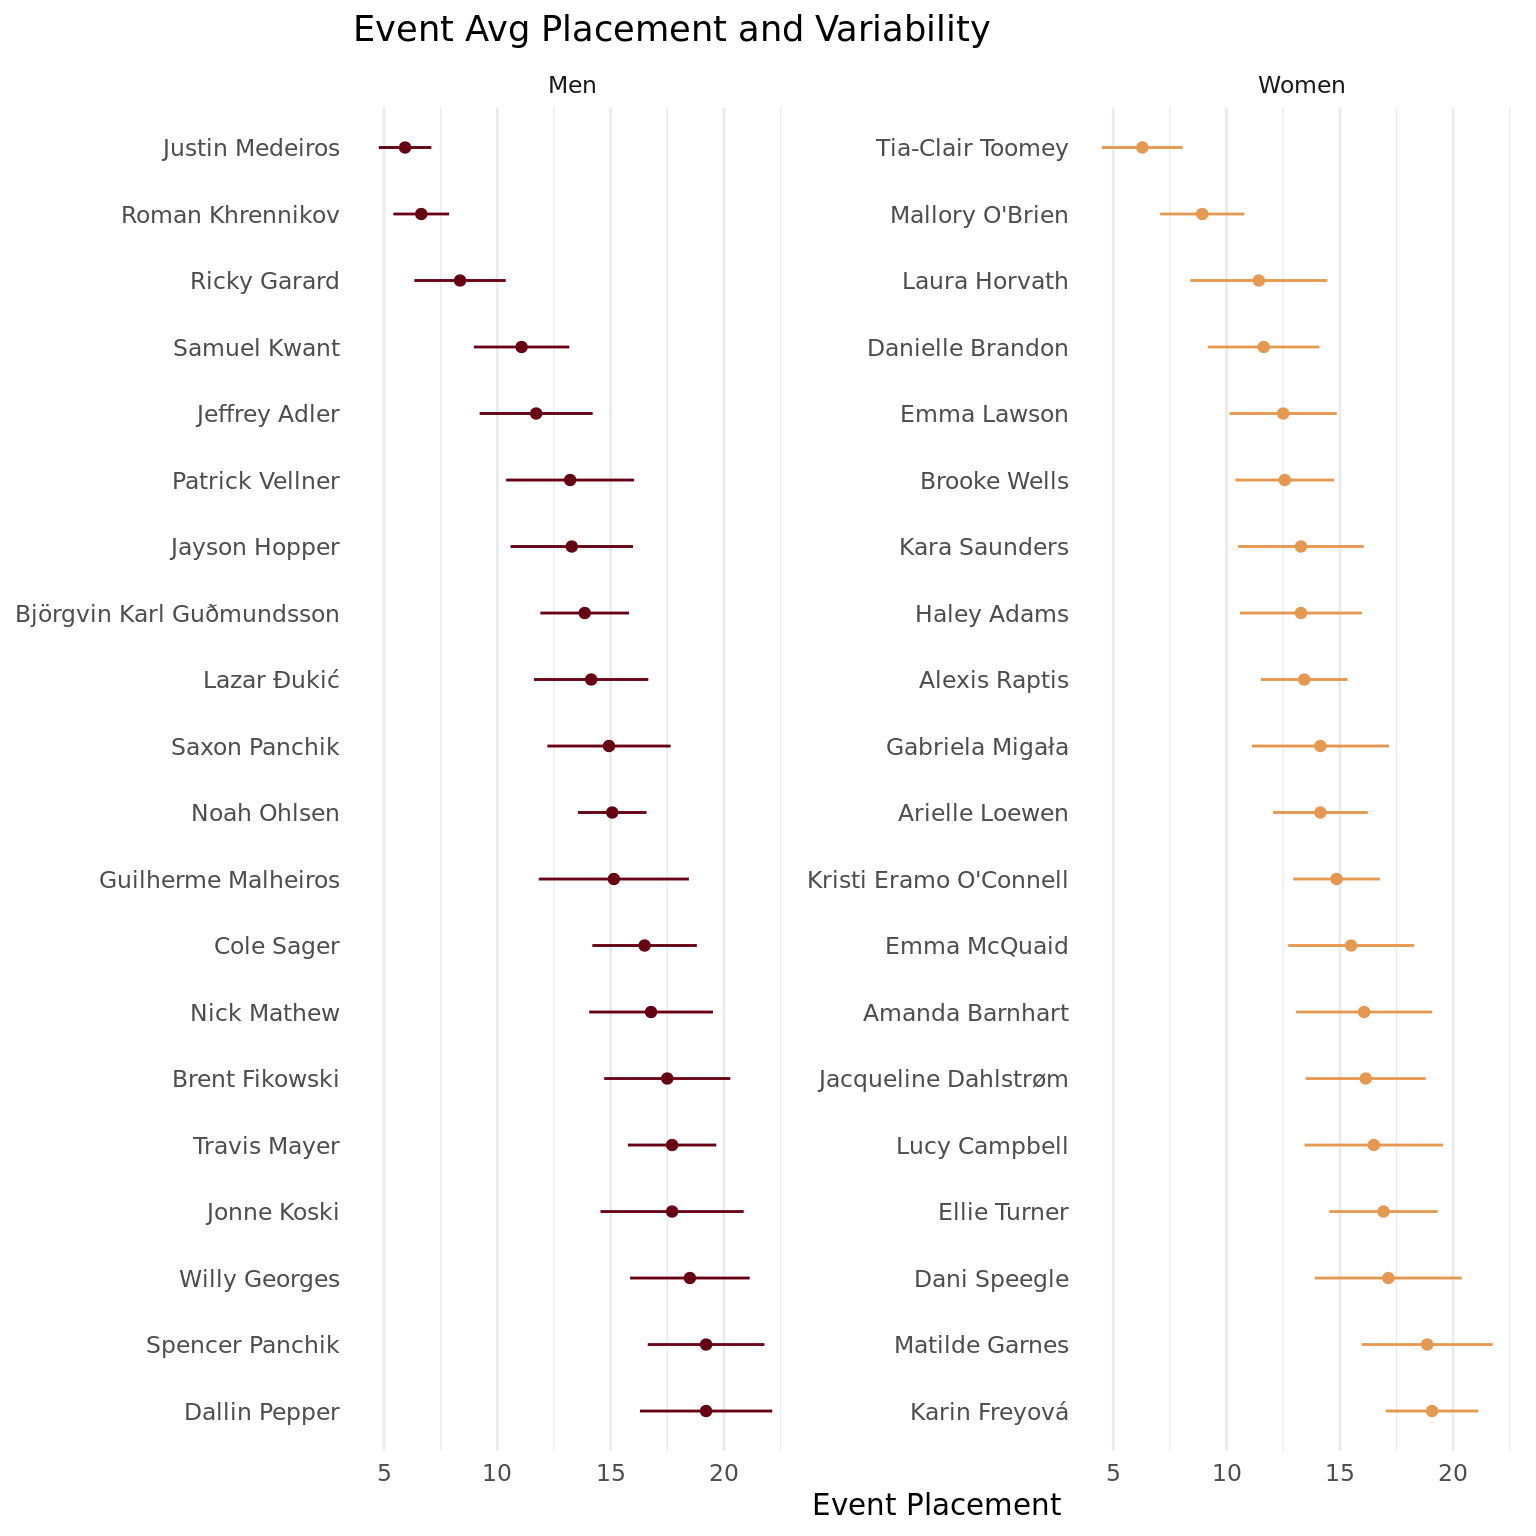 Event Avg Placement and Variability
Men
Justin Medeiros
Roman Khrennikov
Ricky Garard
Samuel Kwant
Jeffrey Adler
Patrick Vellner
Jayson Hopper
Björgvin Karl Guðmundsson
Lazar Đukić
Saxon Panchik
Noah Ohlsen
Guilherme Malheiros
Cole Sager
Nick Mathew
Brent Fikowski
Travis Mayer
Jonne Koski
Willy Georges
Spencer Panchik
Dallin Pepper
5 10 15 20
Women
Tia-Clair Toomey
Mallory O'Brien
Laura Horvath
Danielle Brandon
Emma Lawson
Brooke Wells
Kara Saunders
Haley Adams
Alexis Raptis
Gabriela Migała
Arielle Loewen
Kristi Eramo O'Connell
Emma McQuaid
Amanda Barnhart
Jacqueline Dahlstrøm
Lucy Campbell
Ellie Turner
Dani Speegle
Matilde Garnes
Karin Freyová
5 10 15 20
Event Placement